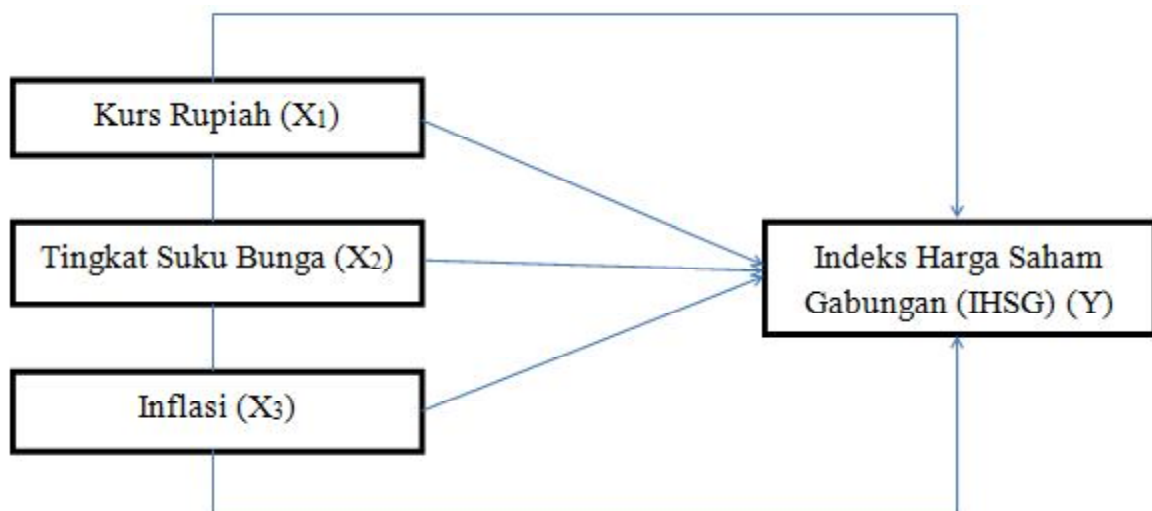 Kurs Rupiah (X1)
Tingkat Suku Bunga (X2)
Indeks Harga Saham
Gabungan (IHSG) (Y)
Inflasi (X3)